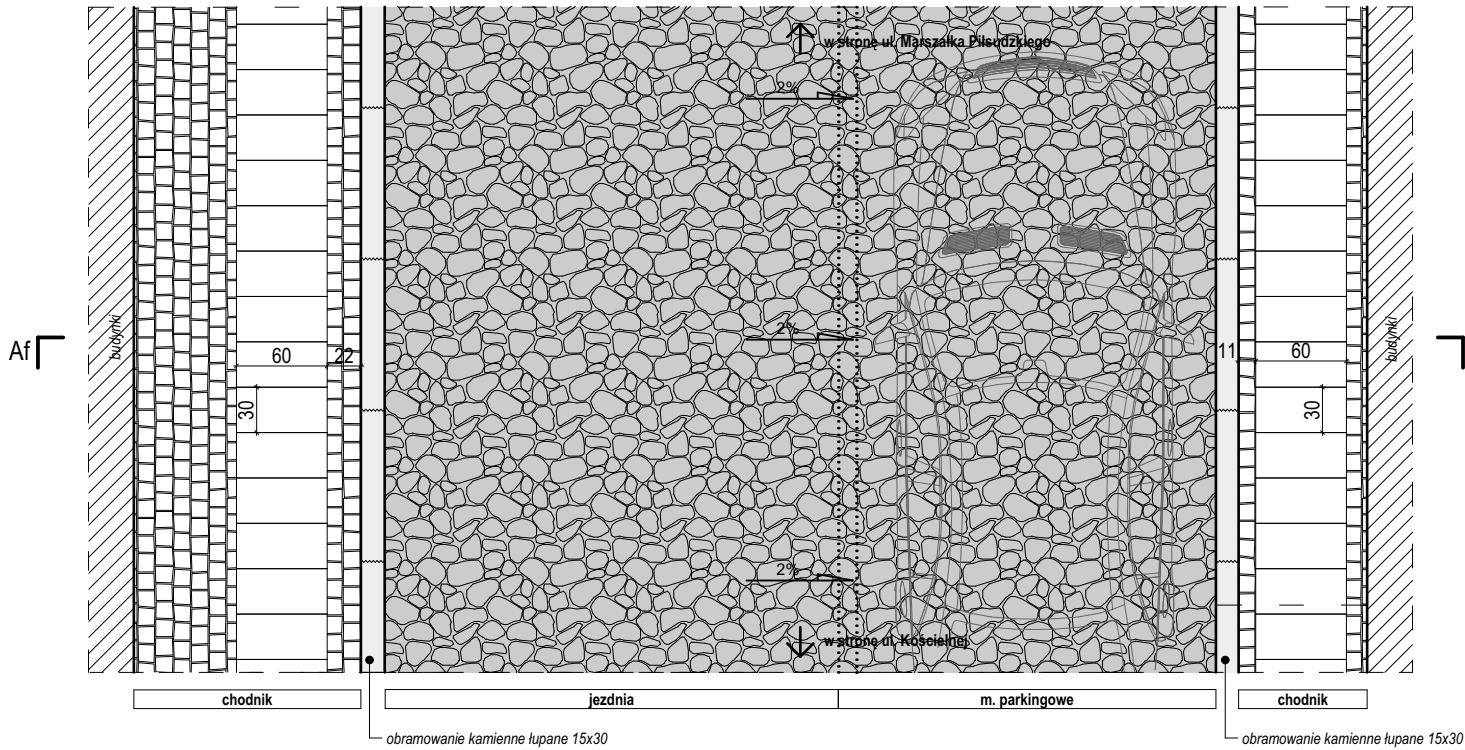 w stronę ul. Marszałka Piłsudzkiego
2%
budynki
2%
budynki
Af
60
22
11
60
30
30
2%
w stronę ul. Kościelnej
chodnik
jezdnia
m. parkingowe
chodnik
obramowanie kamienne łupane 15x30
obramowanie kamienne łupane 15x30